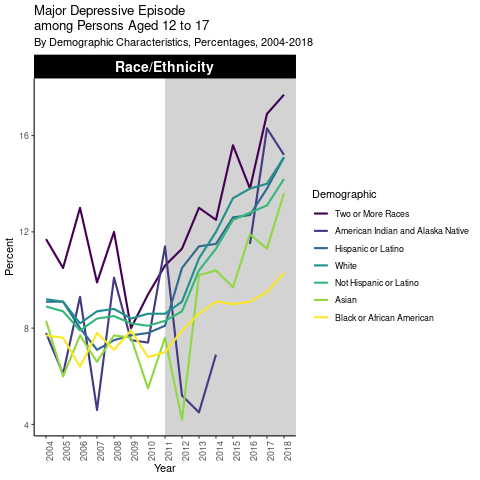 Major Depressive Episode
among Persons Aged 12 to 17
By Demographic Characteristics, Percentages, 2004-2018
Race/Ethnicity
Percent
16
12
8
4
2004 2005 2006 2007 2008 2009 2010 2011 2012 2013 2014 2015 2016 2017 2018
Year
Demographic
Two or More Races
American Indian and Alaska Native
Hispanic or Latino
White
Not Hispanic or Latino
Asian
Black or African American